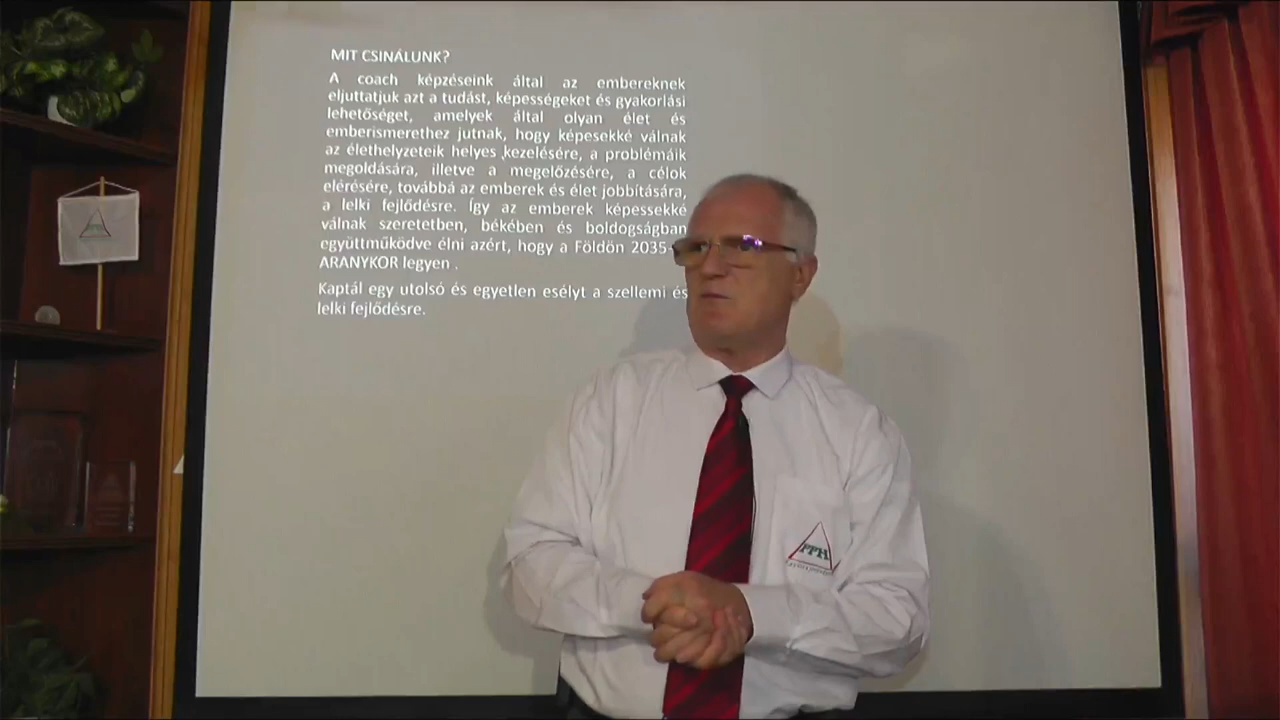 MIT CSINÁLUNK?
A coach képzéseink által az embereknek
eljuttatjuk azt a tudást, képességeket és gyakorlási
lehetőséget, amelyek által olyan élet és
emberismerethez jutnak, hogy képesekké válnak
az élethelyzeteik helyes kezelésére, a problémáik
megoldására, illetve a megelőzésére, a célok
elérésére, továbbá az emberek és élet jobbítására,
a lelki fejlődésre. Így az emberek képessekké
válnak szeretetben, békében és boldogságban
együttműködve élni azért, hogy a Földön 2035-
ARANYKOR legyen .
Kaptál egy utolsó és egyetlen esélyt a szellemi és
lelki fejlődésre.
PTH